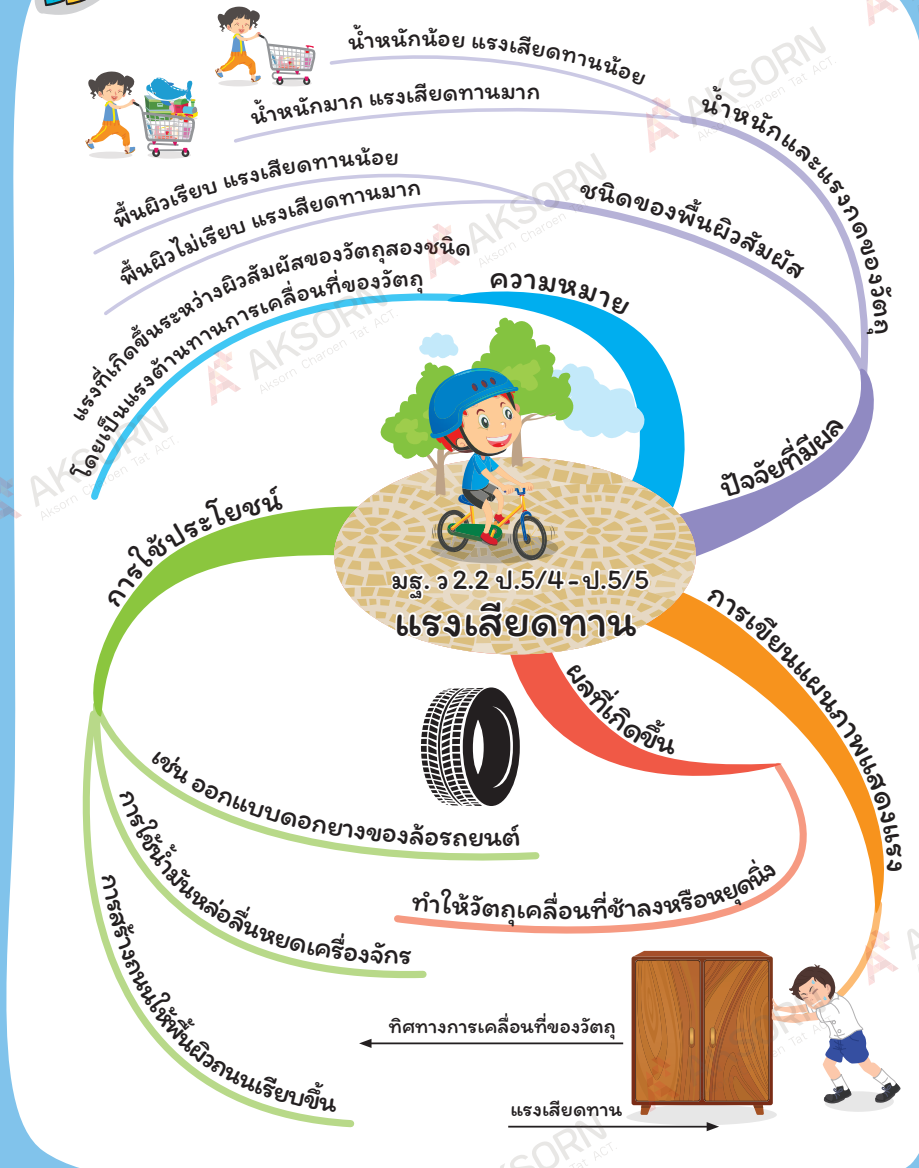 น้ำหนักน้อย แรงเสียดทานน้อย
น้ำหนักมาก แรงเสียดทานมาก
น้ำหนักและแรงกดของวัตถุ
พื้นผิวเรียบ แรงเสียดทานน้อย
พื้นผิวไม่เรียบ แรงเสียดทานมาก
ชนิดของพื้นผิวสัมผัส
แรงที่เกิดขึ้นระหว่างผิวสัมผัสของวัตถุสองชนิด
โดยเป็นแรงต้านทานการเคลื่อนที่ของวัตถุ
ความหมาย
ปัจจัยที่มีผล
การใช้ประโยชน์
มฐ. ว 2.2 ป.5/4 - ป.5/5
แรงเสียดทาน
การเขียนแผนภาพแสดงแรง
ผลที่เกิดขึ้น
เช่น ออกแบบดอกยางของล้อรถยนต์
การใช้น้ำมันหล่อลื่นหยดเครื่องจักร
การสร้างถนนให้พื้นผิวถนนเรียบขึ้น
ทำให้วัตถุเคลื่อนที่ช้าลงหรือหยุดนิ่ง
ทิศทางการเคลื่อนที่ของวัตถุ
แรงเสียดทาน
AKSORN
Aksorn Charoen Tat ACT.
AKSORN
Aksorn Charoen
AKSORN
Aksorn Charoen Tat ACT.
AKSORN
Aksorn Charoen Tat ACT.